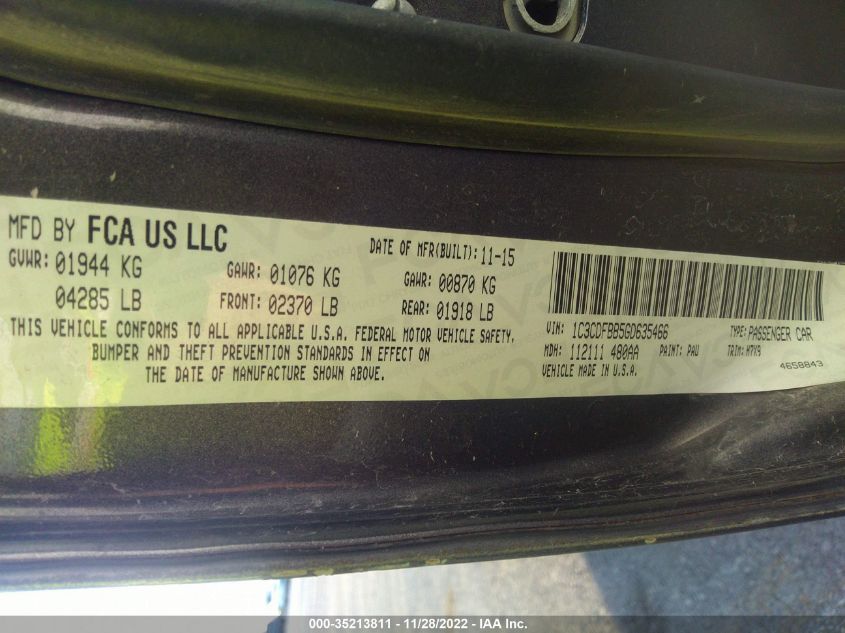 MFD BY FCA US LLC
DATE OF MFR(BUILT): 11-15
GVWR: 01944 KG
GAWR: 01076 KG
GAWR: 00870 KG
04285 LB
FRONT: 02370 LB
REAR: 01918 LB
THIS VEHICLE CONFORMS TO ALL APPLICABLE U.S.A. FEDERAL MOTOR VEHICLE SAFETY,
BUMPER AND THEFT PREVENTION STANDARDS IN EFFECT ON
THE DATE OF MANUFACTURE SHOWN ABOVE.
VIN: 1C3CDFBB5GD635466
TYPE: PASSENGER CAR
MDH: 112111 480AA
PAINT: PAU
TRIM: H7X9
VEHICLE MADE IN U.S.A.
4658843
000-35213811 - 11/28/2022 - IAA Inc.